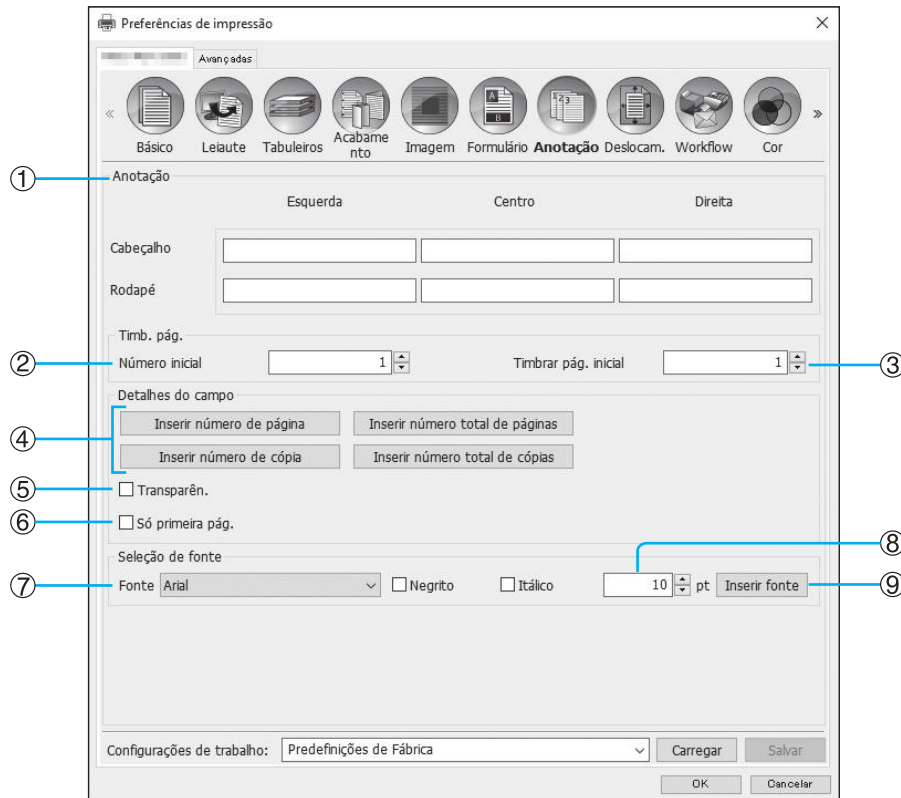 Preferências de impressão
Avançadas
Básico Leiaute Tabuleiros Acabame nto Imagem Formulário Anotação Deslocam. Workflow Cor
① Anotação
Esquerda Centro Direita
Cabeçalho
Rodapé
Timb. pág.
② Número inicial 1 Timbrar pág. inicial 1 ③
Detalhes do campo
④ Inserir número de página Inserir número total de páginas
Inserir número de cópia Inserir número total de cópias
⑤ Transparên.
⑥ Só primeira pág.
Seleção de fonte ⑧
⑦ Fonte Arial Negrito Itálico 10 pt Inserir fonte ⑨
Configurações de trabalho: Predefinições de Fábrica Carregar Salvar
OK Cancelar